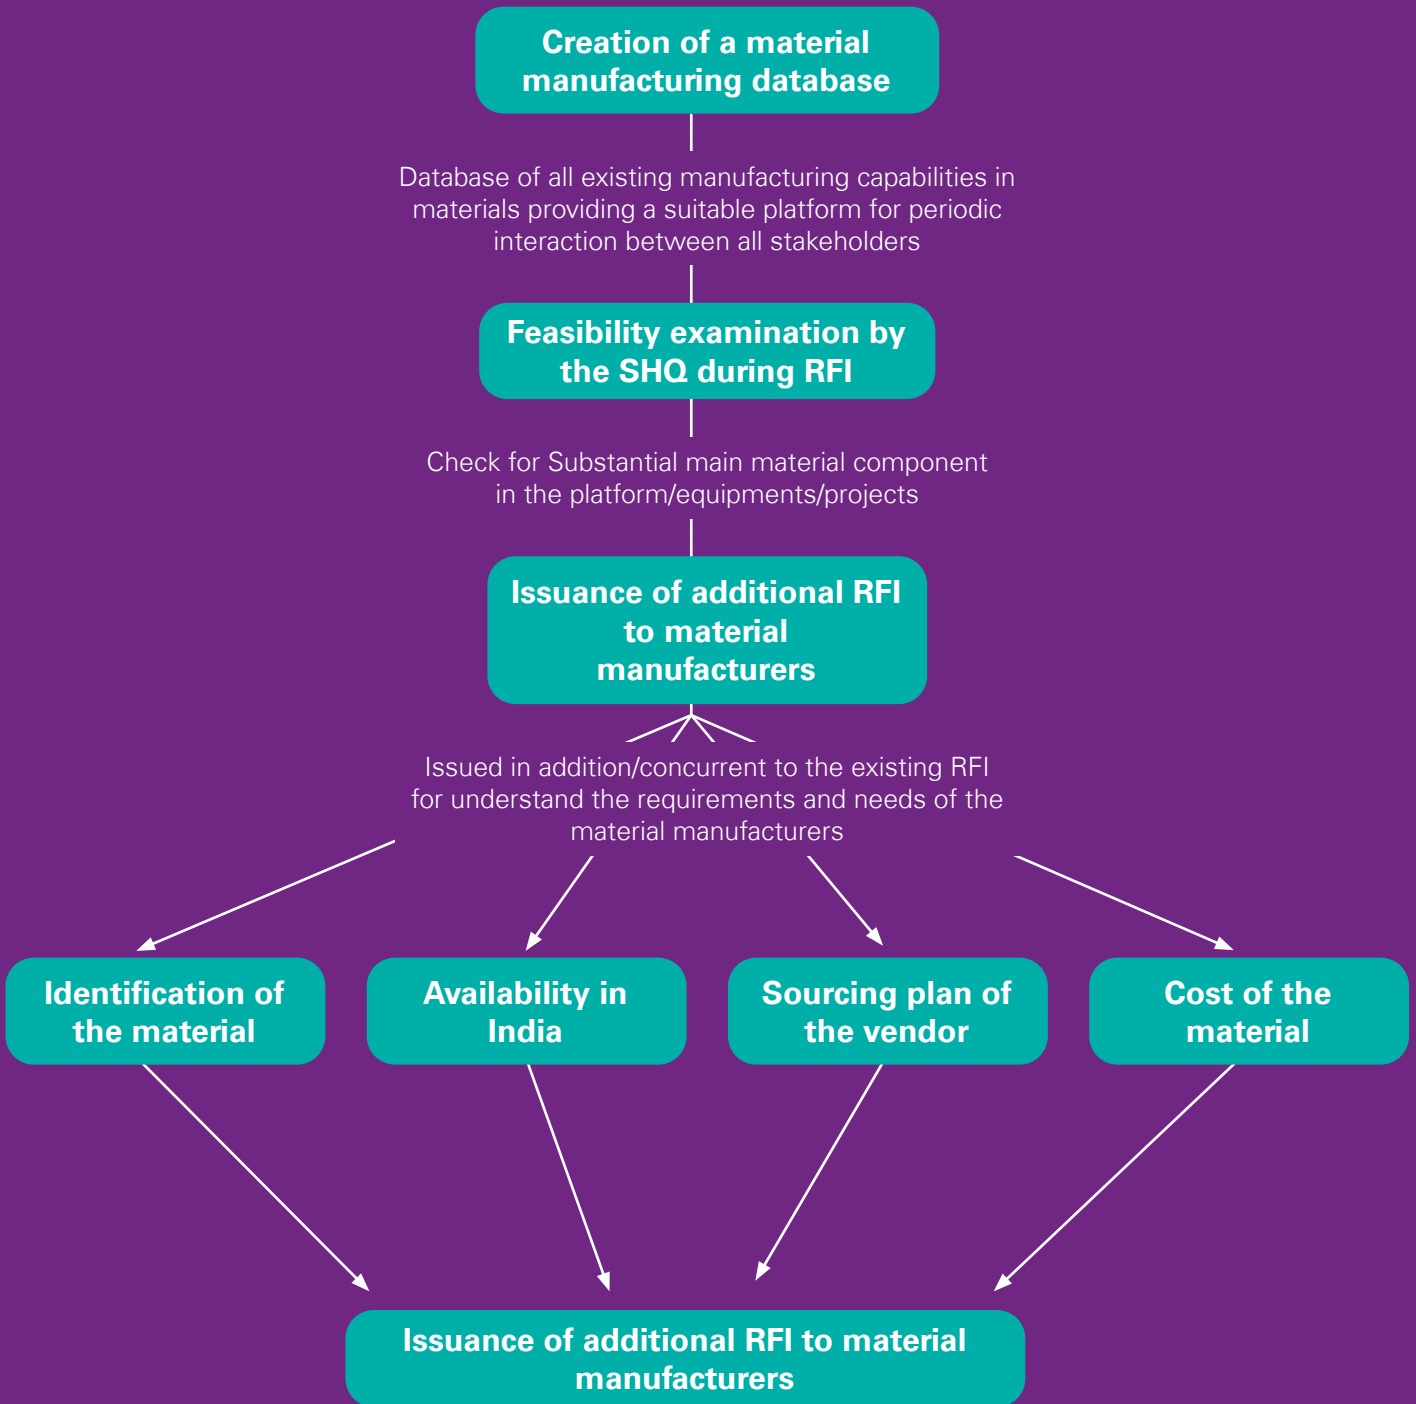 Creation of a material
manufacturing database
Database of all existing manufacturing capabilities in
materials providing a suitable platform for periodic
interaction between all stakeholders
Feasibility examination by
the SHQ during RFI
Check for Substantial main material component
in the platform/equipments/projects
Issuance of additional RFI
to material
manufacturers
Issued in addition/concurrent to the existing RFI
for understand the requirements and needs of the
material manufacturers
Identification of
the material
Availability in
India
Sourcing plan of
the vendor
Cost of the
material
Issuance of additional RFI to material
manufacturers